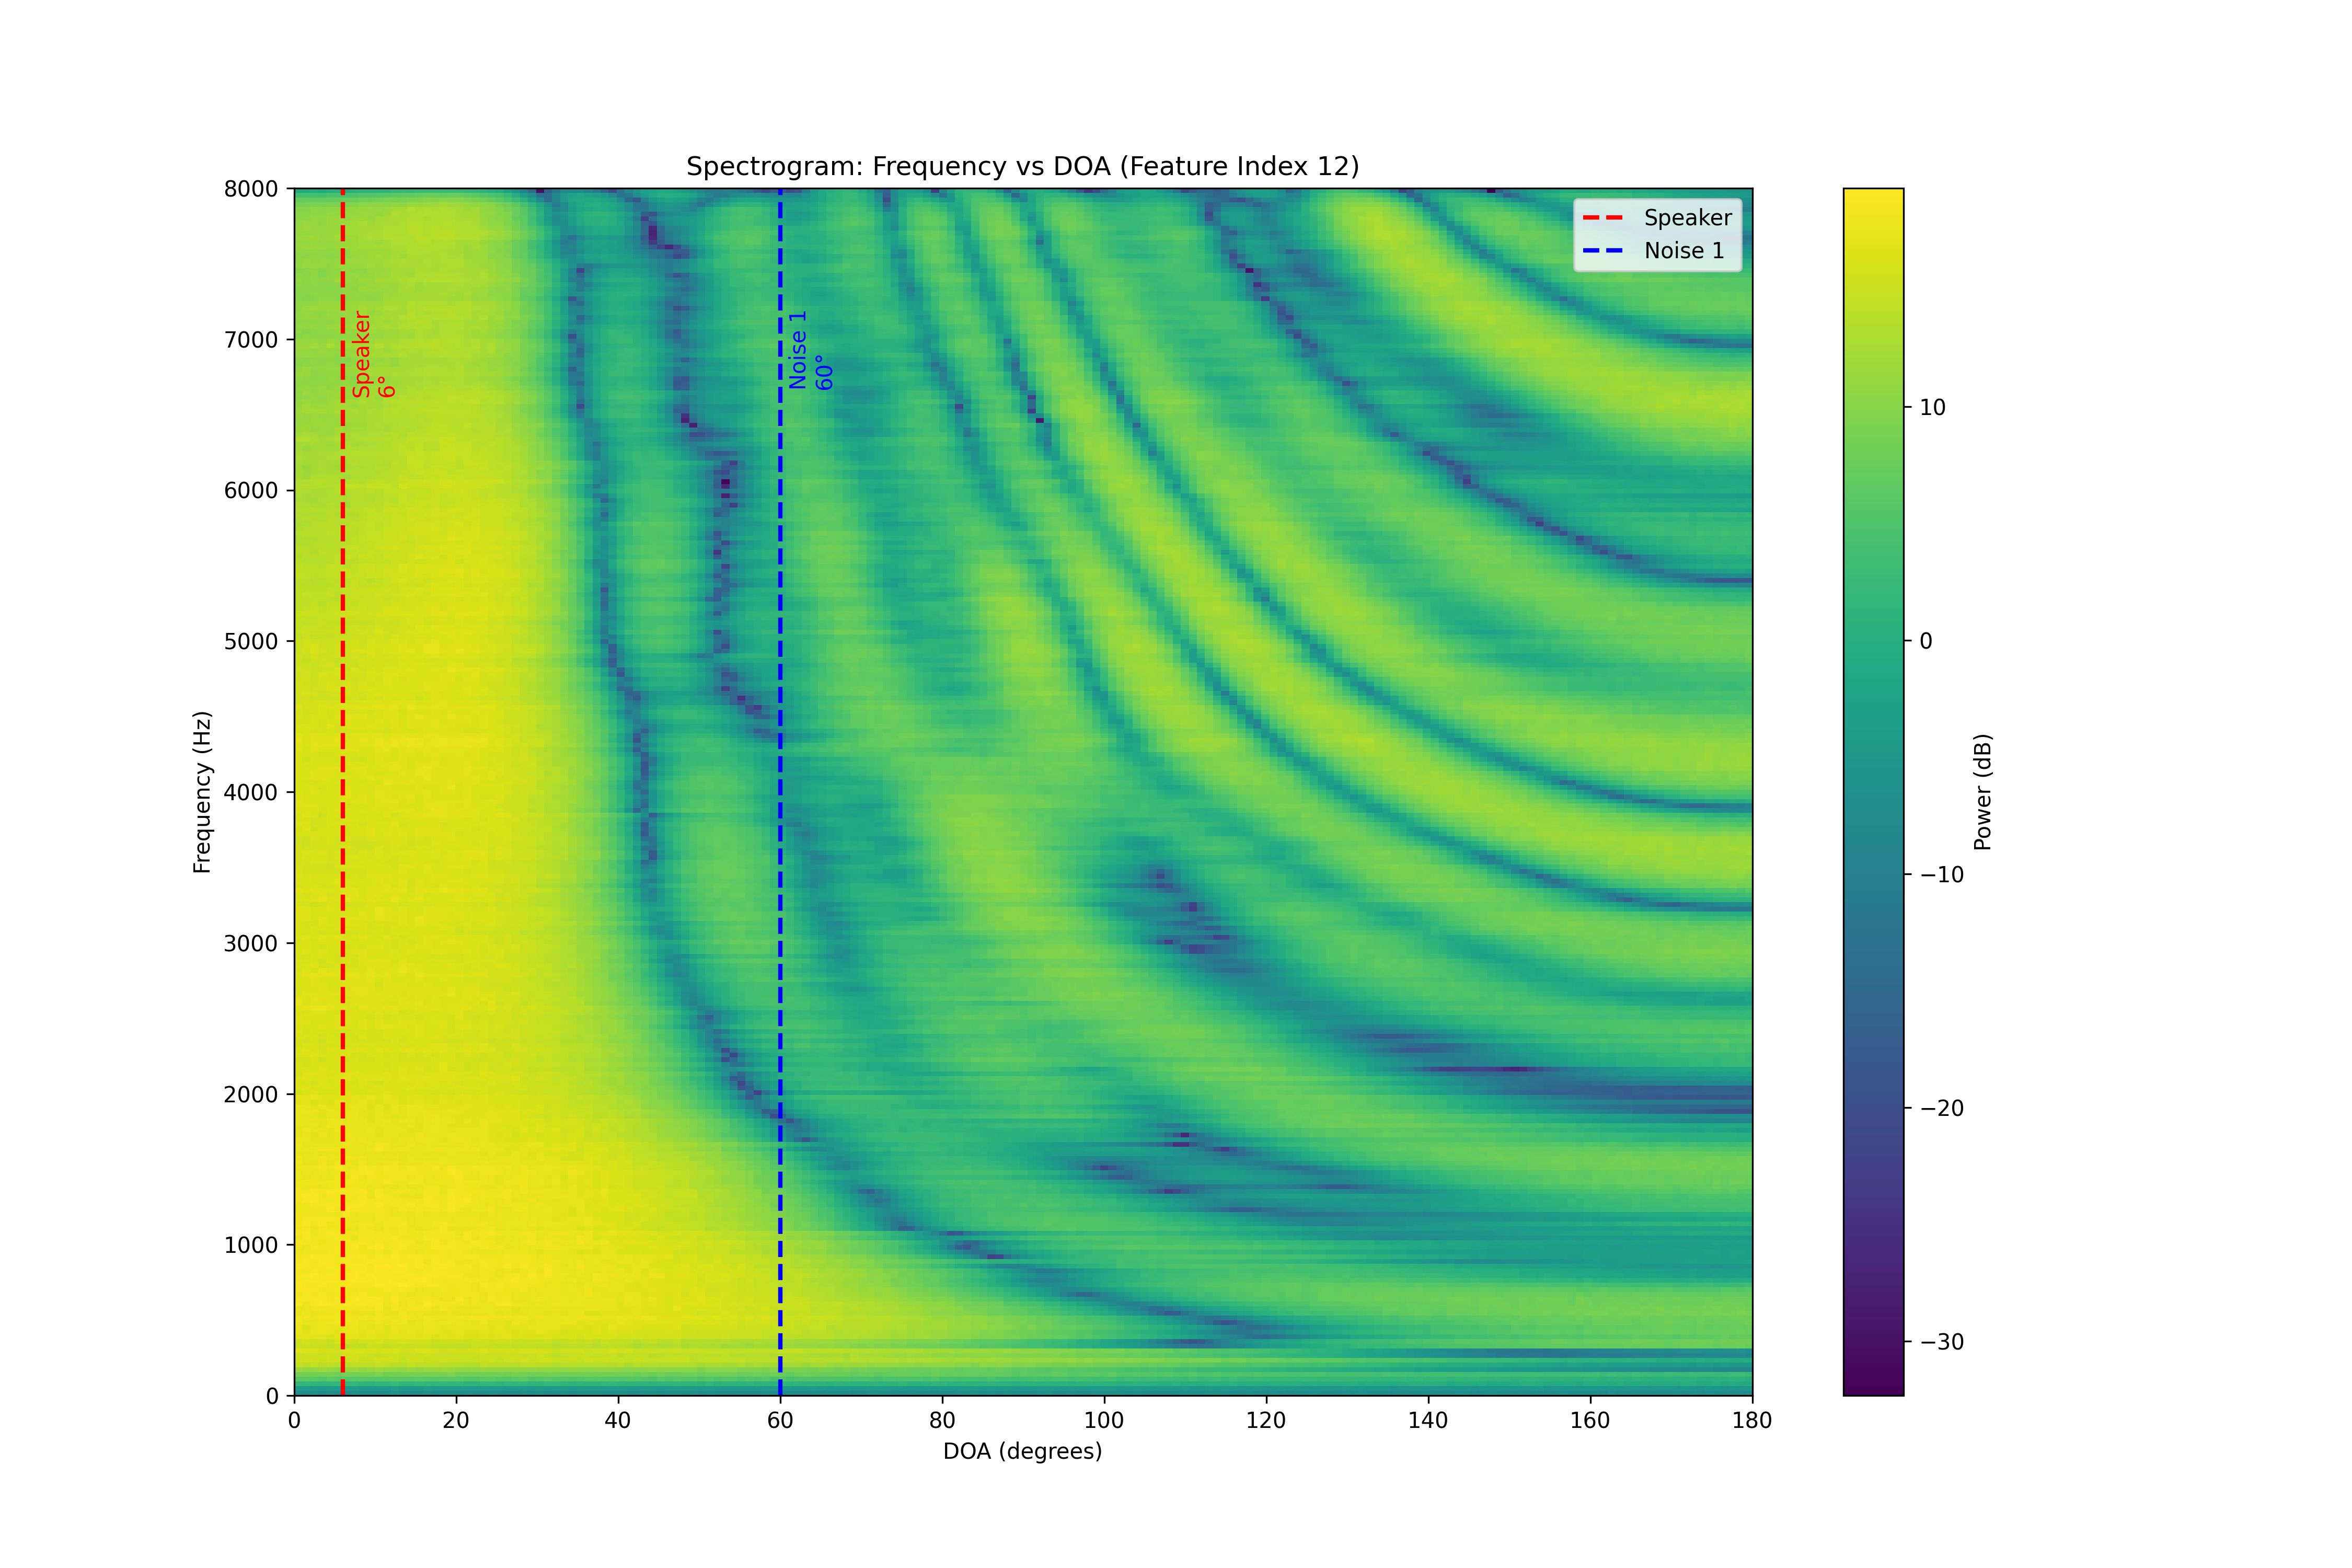 Spectrogram: Frequency vs DOA (Feature Index 12)
Speaker
Noise 1
Speaker
6°
Noise 1
60°
8000
7000
6000
5000
4000
3000
2000
1000
0
Frequency (Hz)
0 20 40 60 80 100 120 140 160 180
DOA (degrees)
10
0
−10
−20
−30
Power (dB)